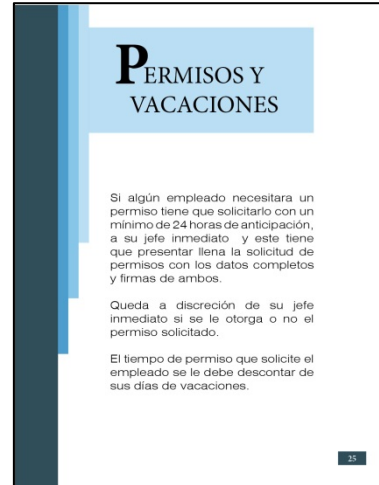 PERMISOS Y
VACACIONES
Si algún empleado necesitara un
permiso tiene que solicitarlo con un
mínimo de 24 horas de anticipación,
a su jefe inmediato y este tiene
que presentar llena la solicitud de
permisos con los datos completos
y firmas de ambos.
Queda a discreción de su jefe
inmediato si se le otorga o no el
permiso solicitado.
El tiempo de permiso que solicite el
empleado se le debe descontar de
sus días de vacaciones.
25